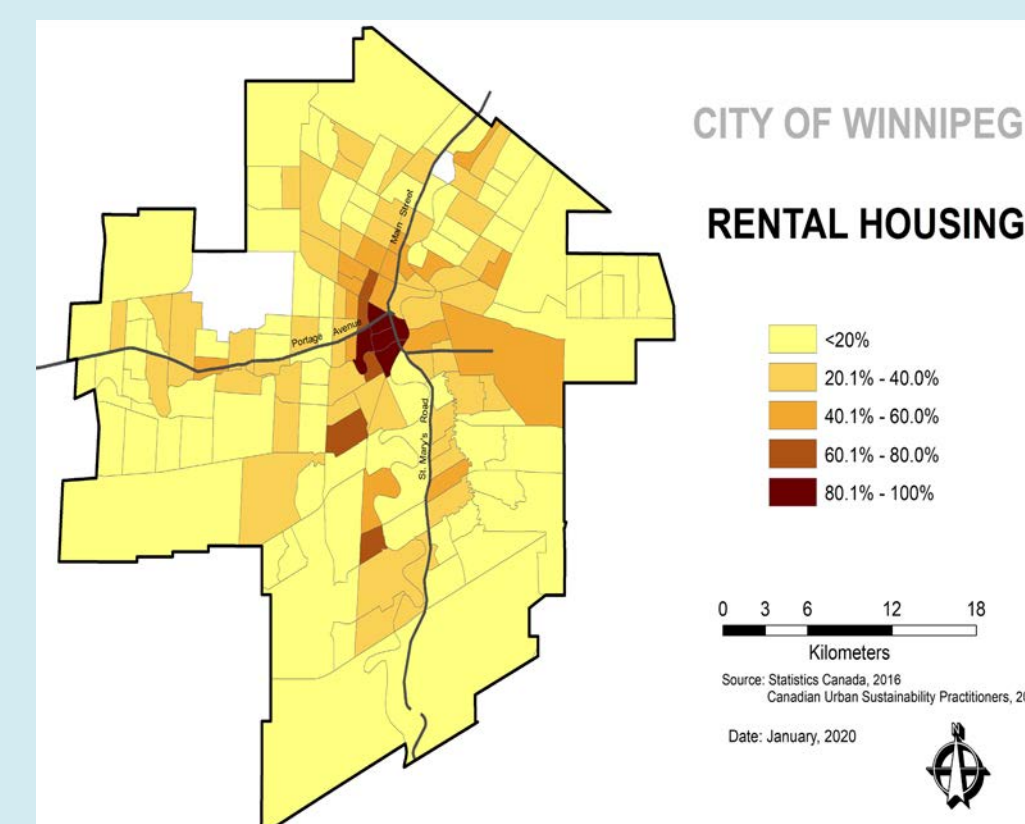 CITY OF WINNIPEG
RENTAL HOUSING
Main Street
Portage Avenue
St. Mary's Road
<20%
20.1% - 40.0%
40.1% - 60.0%
60.1% - 80.0%
80.1% - 100%
0 3 6 12 18
Kilometers
Source: Statistics Canada, 2016
Canadian Urban Sustainability Practitioners, 20
Date: January, 2020
N